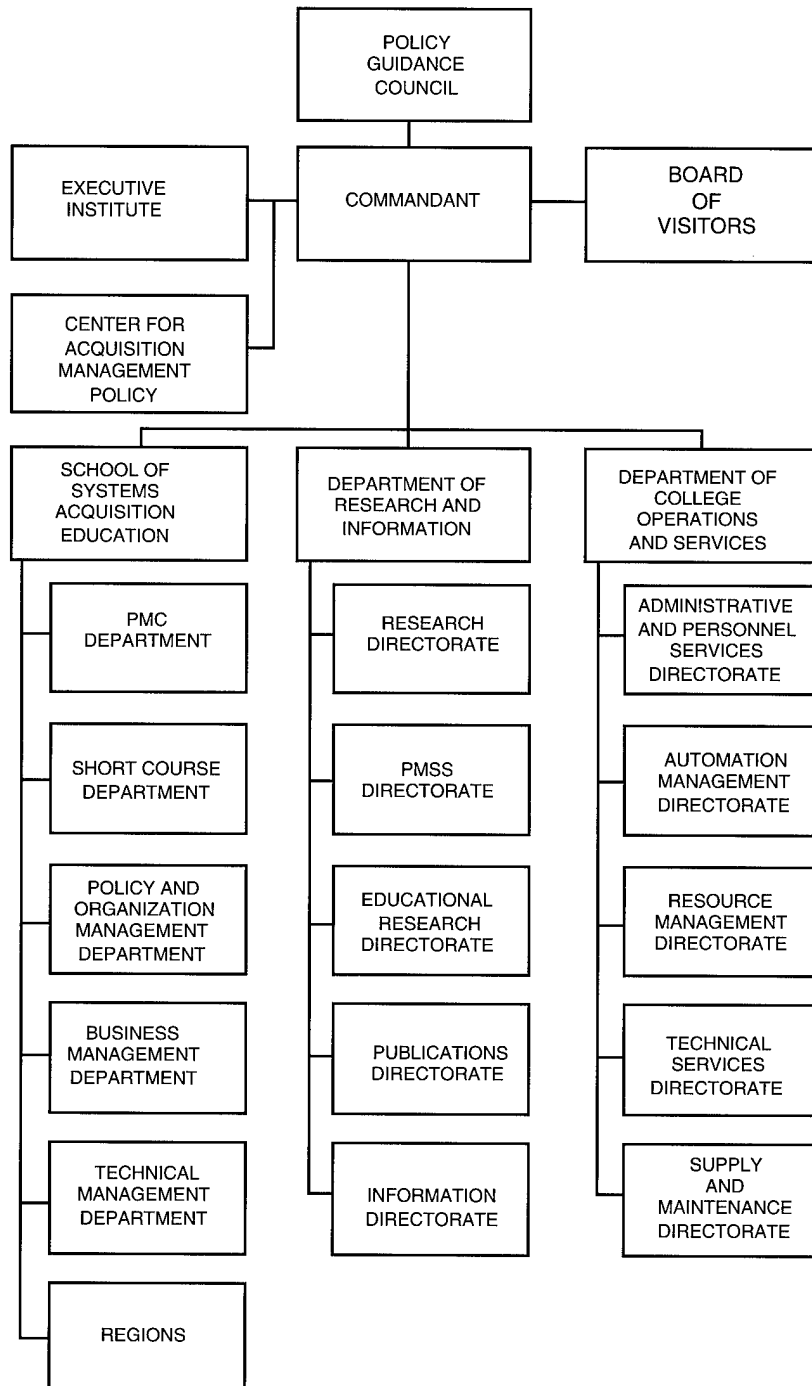 POLICY
GUIDANCE
COUNCIL
EXECUTIVE
INSTITUTE
COMMANDANT
BOARD
OF
VISITORS
CENTER FOR
ACQUISITION
MANAGEMENT
POLICY
SCHOOL OF
SYSTEMS
ACQUISITION
EDUCATION
PMC
DEPARTMENT
SHORT COURSE
DEPARTMENT
POLICY AND
ORGANIZATION
MANAGEMENT
DEPARTMENT
BUSINESS
MANAGEMENT
DEPARTMENT
TECHNICAL
MANAGEMENT
DEPARTMENT
REGIONS
DEPARTMENT OF
RESEARCH AND
INFORMATION
RESEARCH
DIRECTORATE
PMSS
DIRECTORATE
EDUCATIONAL
RESEARCH
DIRECTORATE
PUBLICATIONS
DIRECTORATE
INFORMATION
DIRECTORATE
DEPARTMENT OF
COLLEGE
OPERATIONS
AND SERVICES
ADMINISTRATIVE
AND PERSONNEL
SERVICES
DIRECTORATE
AUTOMATION
MANAGEMENT
DIRECTORATE
RESOURCE
MANAGEMENT
DIRECTORATE
TECHNICAL
SERVICES
DIRECTORATE
SUPPLY
AND
MAINTENANCE
DIRECTORATE